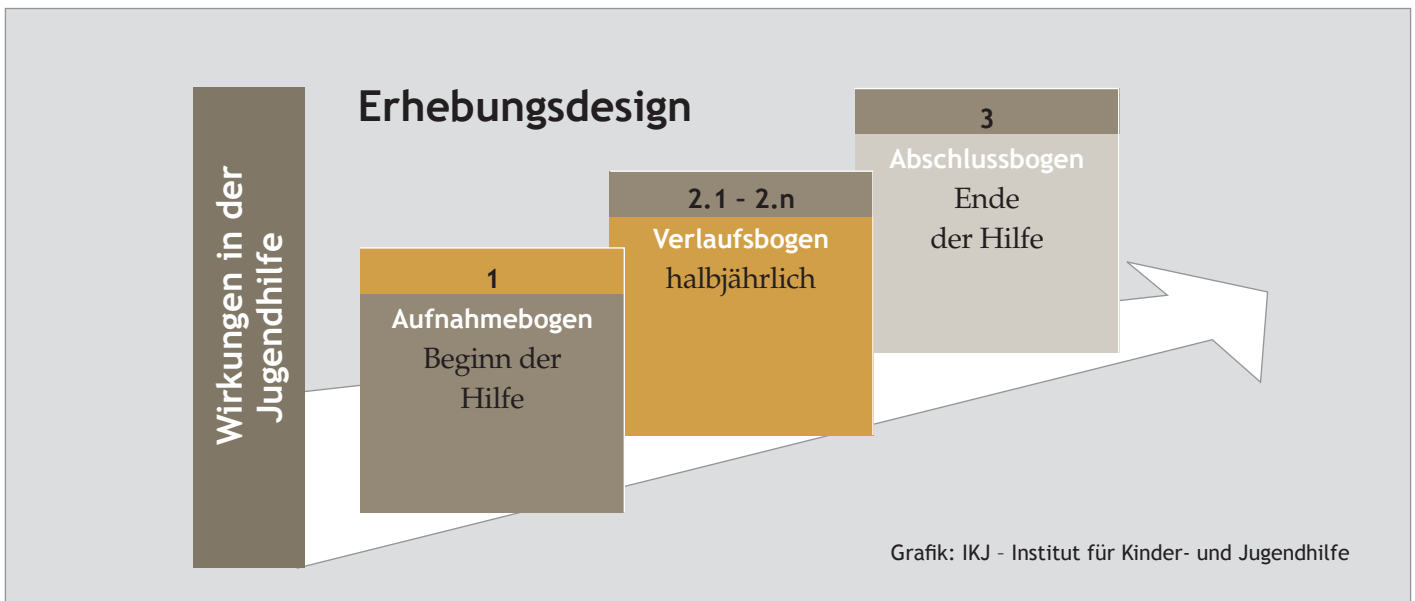 Erhebungsdesign
Wirkungen in der
Jugendhilfe
1
Aufnahmebogen
Beginn der
Hilfe
2.1 – 2.n
Verlaufsbogen
halbjährlich
3
Abschlussbogen
Ende
der Hilfe
Grafik: IKJ – Institut für Kinder- und Jugendhilfe